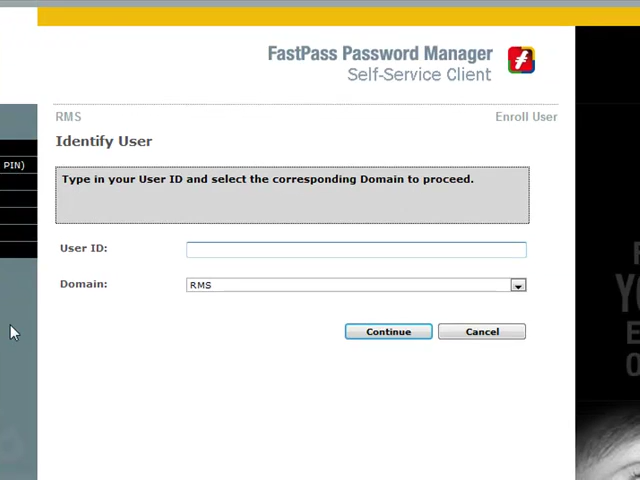 FastPass Password Manager
Self-Service Client
RMS Enroll User
Identify User
PIN)
Type in your User ID and select the corresponding Domain to proceed.
User ID:
Domain: RMS
Continue Cancel
YO
E
O